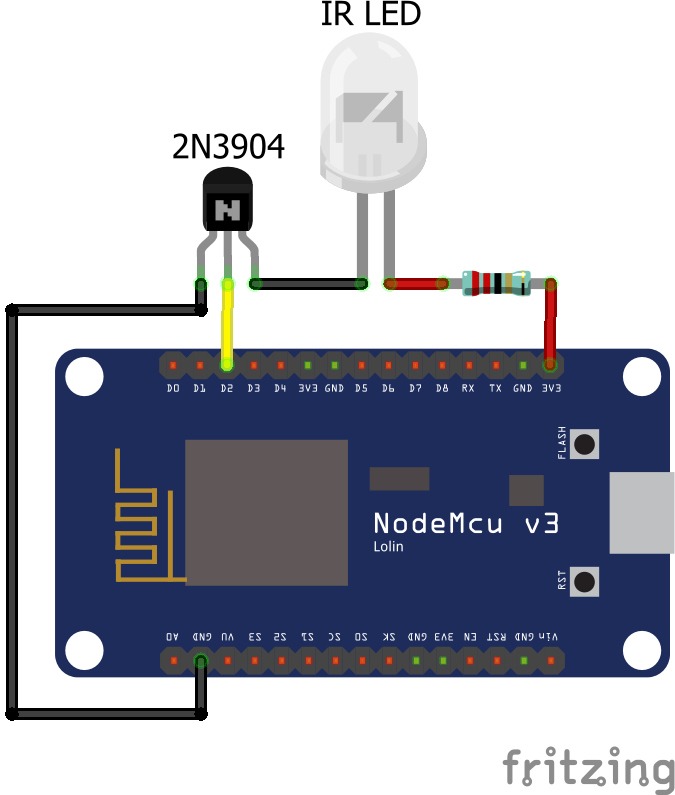 IR LED
2N3904
N
D0 D1 D2 D3 D4 3V3 GND D5 D6 D7 D8 RX TX GND 3V3
FLASH
NodeMcu v3
Lolin
RST
A0 GND VU S3 S2 S1 SC S0 SK GND 3V3 EN RST GND Vin
fritzing